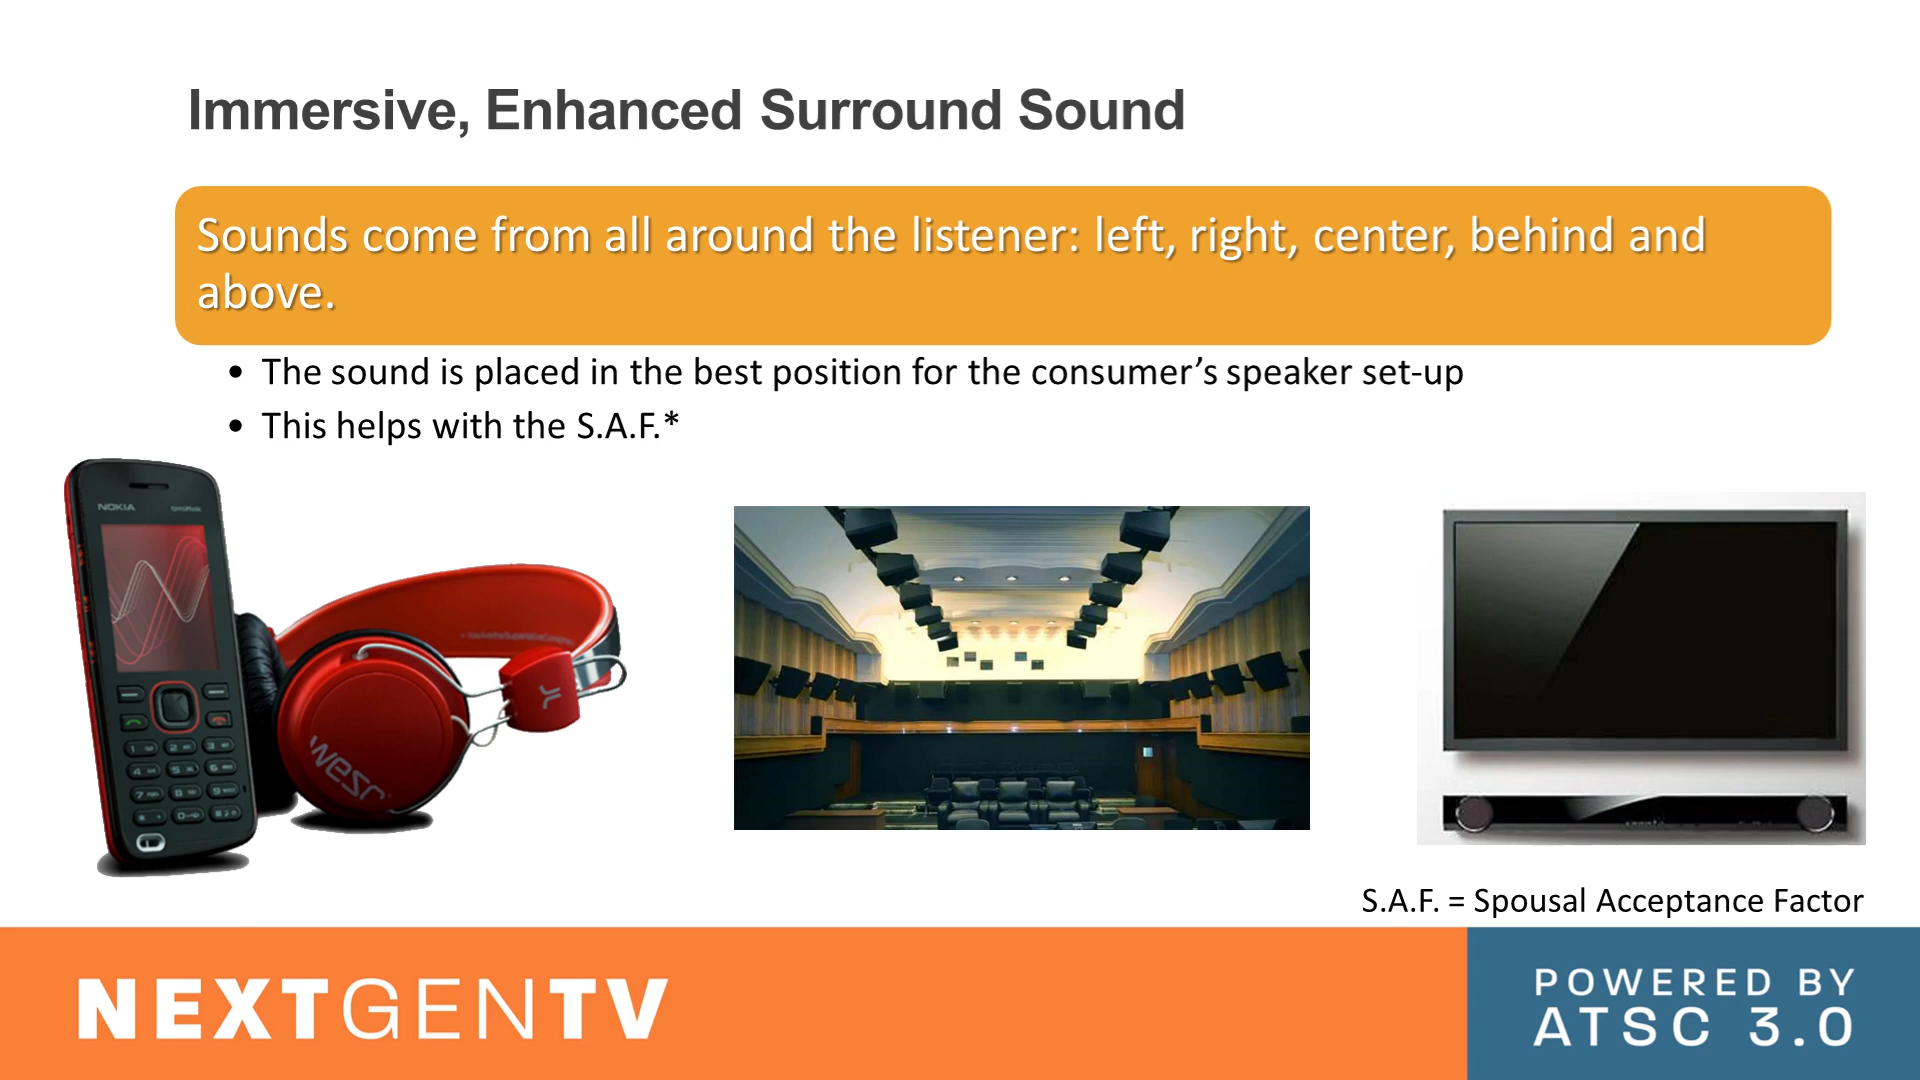 Immersive, Enhanced Surround Sound
Sounds come from all around the listener: left, right, center, behind and
above.
• The sound is placed in the best position for the consumer’s speaker set-up
• This helps with the S.A.F.*
NOKIA
wesc
S.A.F. = Spousal Acceptance Factor
NEXTGENTV
POWERED BY
ATSC 3.0